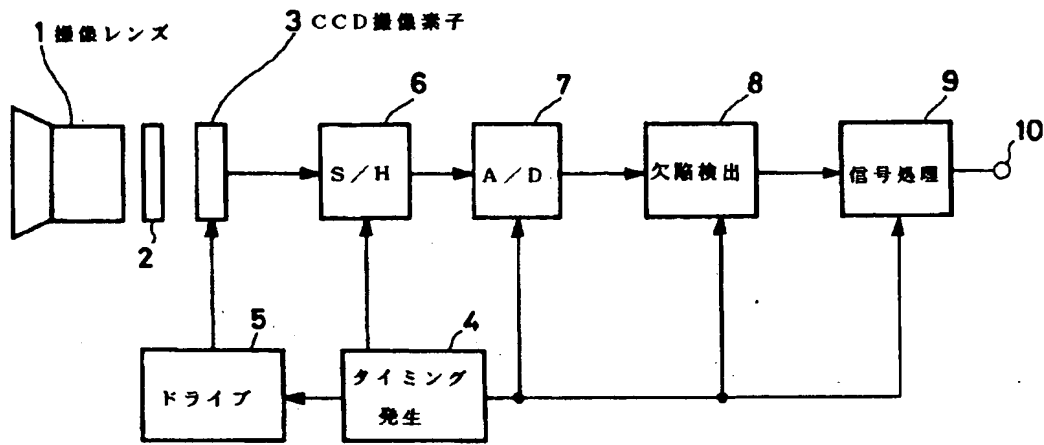 1 撮像レンズ
3 CCD撮像素子
6
7
8
9
10
S/H
A/D
欠陥検出
信号処理
2
5
4
ドライブ
タイミング
発生